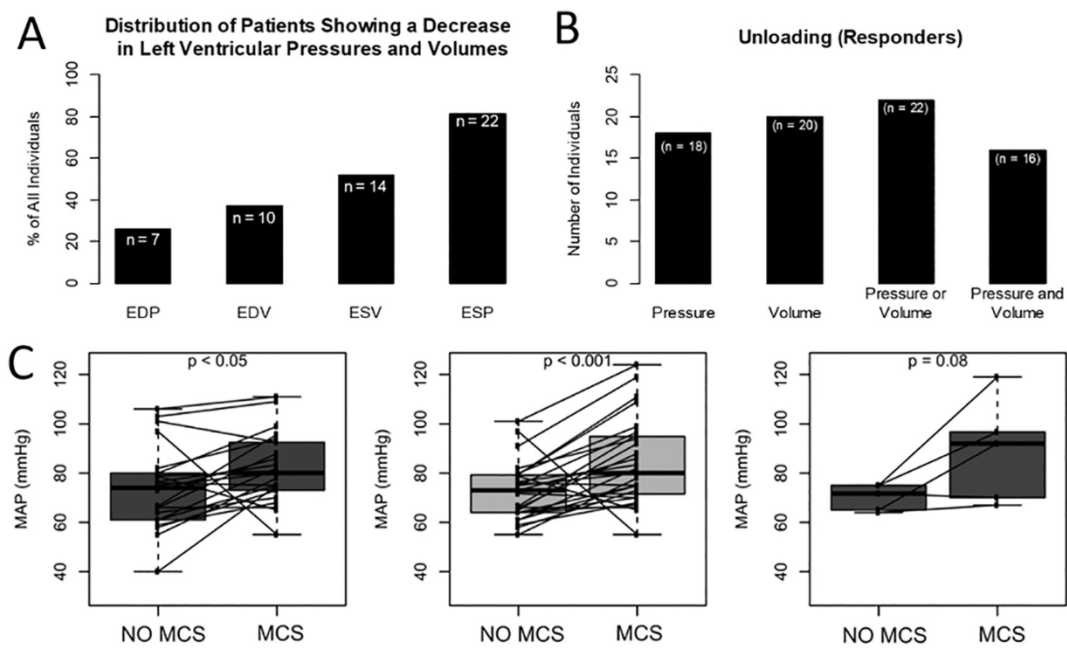 A
Distribution of Patients Showing a Decrease
in Left Ventricular Pressures and Volumes
% of All Individuals
100
80
60
40
20
0
n = 7
n = 10
n = 14
n = 22
EDP
EDV
ESV
ESP
B
Unloading (Responders)
Number of Individuals
25
20
15
10
5
0
(n = 18)
(n = 20)
(n = 22)
(n = 16)
Pressure
Volume
Pressure or
Volume
Pressure and
Volume
C
p < 0.05
MAP (mmHg)
120
100
80
60
40
NO MCS
MCS
p < 0.001
MAP (mmHg)
120
100
80
60
40
NO MCS
MCS
p = 0.08
MAP (mmHg)
120
100
80
60
40
NO MCS
MCS